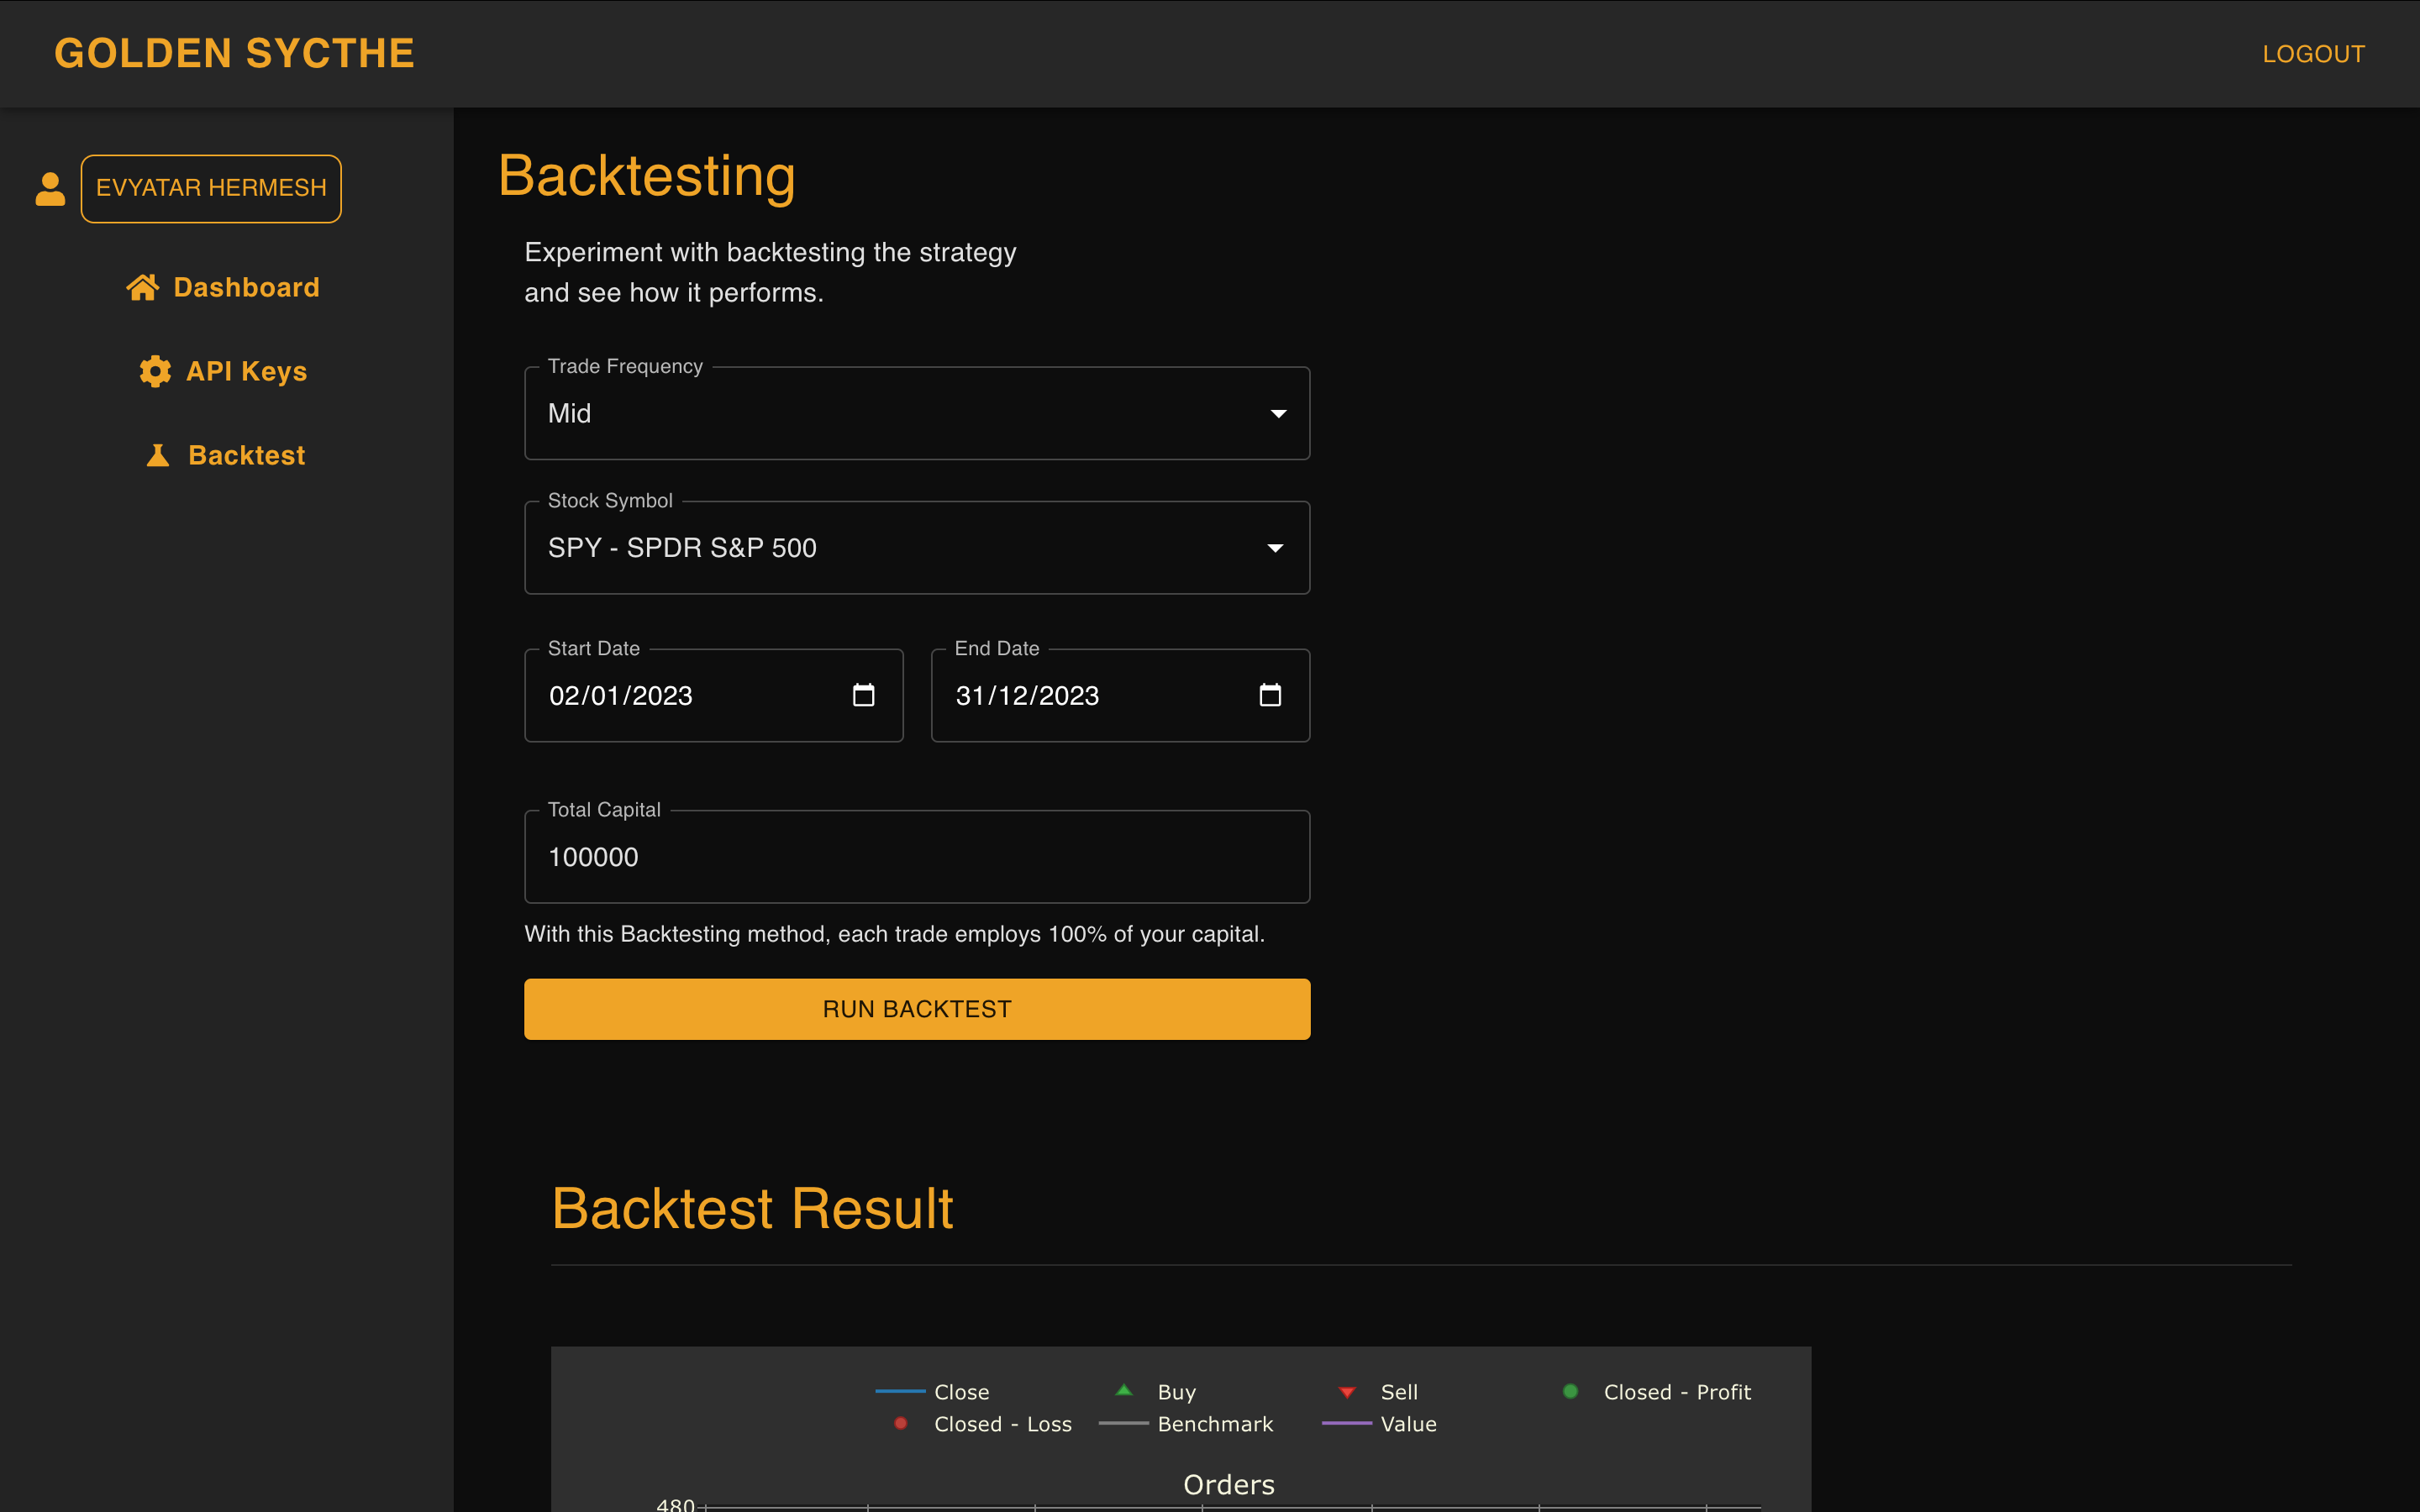 GOLDEN SYCTHE
LOGOUT
EVYATAR HERMESH
Dashboard
API Keys
Backtest
Backtesting
Experiment with backtesting the strategy
and see how it performs.
Trade Frequency
Mid
Stock Symbol
SPY - SPDR S&P 500
Start Date
02/01/2023
End Date
31/12/2023
Total Capital
100000
With this Backtesting method, each trade employs 100% of your capital.
RUN BACKTEST
Backtest Result
Close Buy Sell Closed - Profit
Closed - Loss Benchmark Value
Orders
480